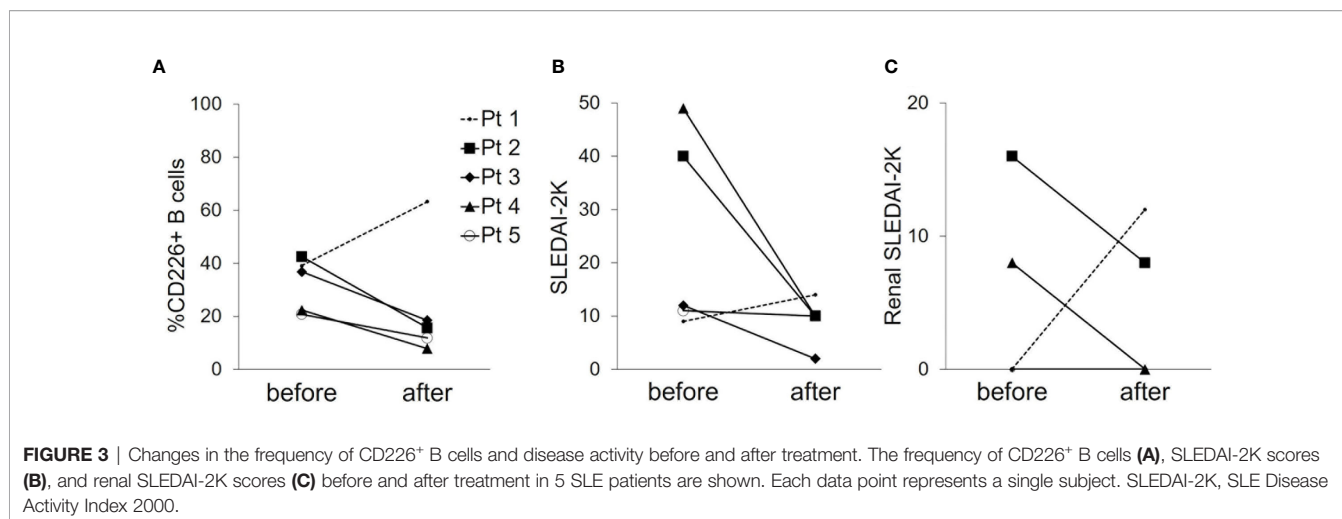 A
B
C
%CD226+ B cells
100
80
60
40
20
0
before after
Pt 1
Pt 2
Pt 3
Pt 4
Pt 5
SLEDAI-2K
50
40
30
20
10
0
before after
Renal SLEDAI-2K
20
10
0
before after
FIGURE 3 | Changes in the frequency of CD226⁺ B cells and disease activity before and after treatment. The frequency of CD226⁺ B cells (A), SLEDAI-2K scores
(B), and renal SLEDAI-2K scores (C) before and after treatment in 5 SLE patients are shown. Each data point represents a single subject. SLEDAI-2K, SLE Disease
Activity Index 2000.